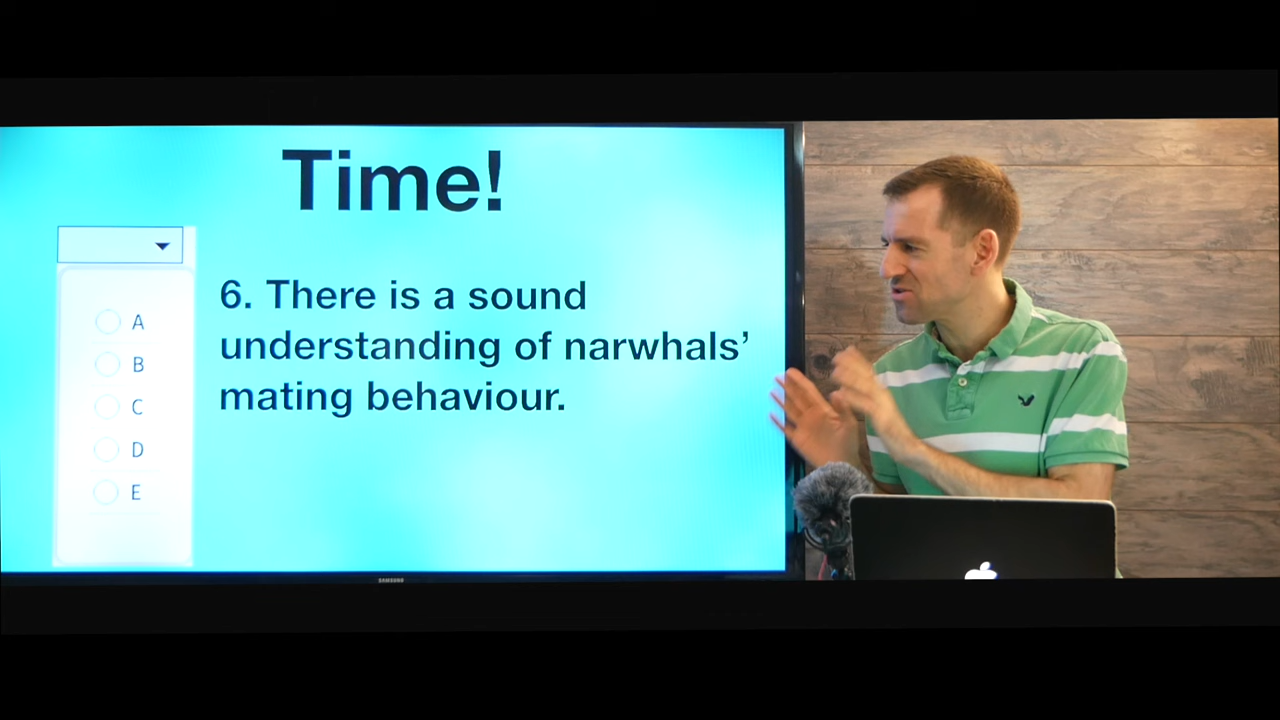 Time!
6. There is a sound
understanding of narwhals’
mating behaviour.
A
B
C
D
E
SAMSUNG